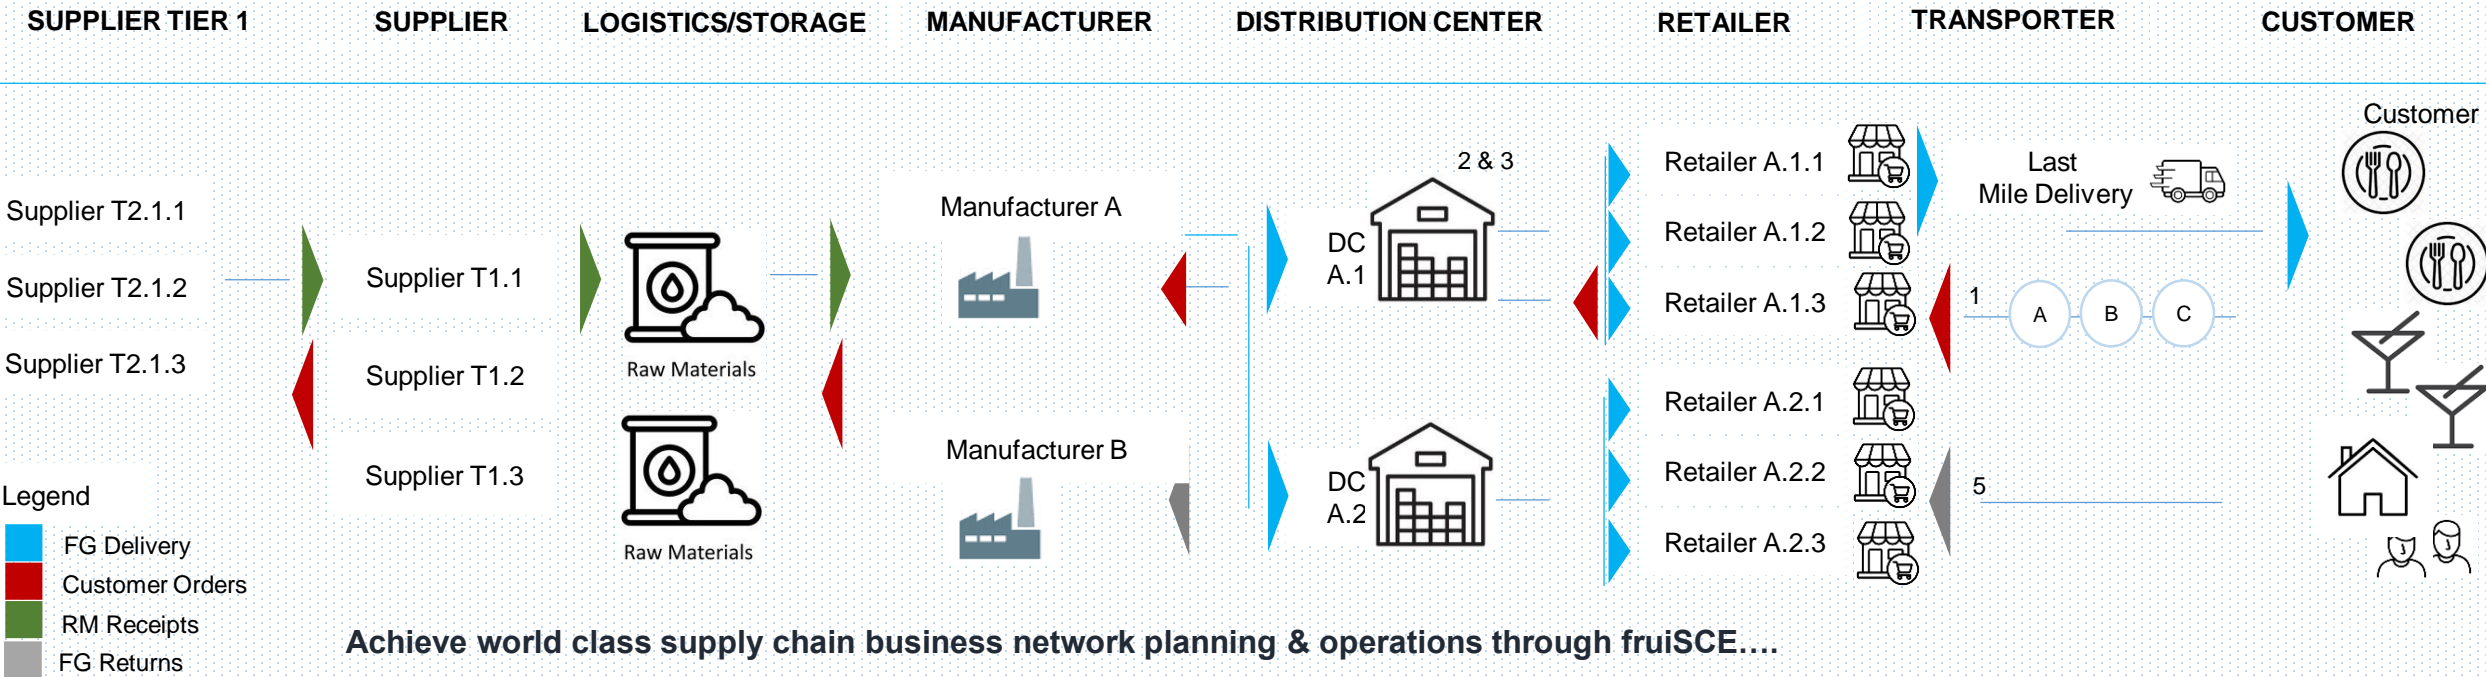 SUPPLIER TIER 1
SUPPLIER
LOGISTICS/STORAGE
MANUFACTURER
DISTRIBUTION CENTER
RETAILER
TRANSPORTER
CUSTOMER
Supplier T2.1.1
Supplier T2.1.2
Supplier T2.1.3
Supplier T1.1
Supplier T1.2
Supplier T1.3
Raw Materials
Raw Materials
Manufacturer A
Manufacturer B
2 & 3
DC
A.1
DC
A.2
Retailer A.1.1
Retailer A.1.2
Retailer A.1.3
Retailer A.2.1
Retailer A.2.2
Retailer A.2.3
Last
Mile Delivery
1
A
B
C
5
Customer
Legend
FG Delivery
Customer Orders
RM Receipts
FG Returns
Achieve world class supply chain business network planning & operations through fruiSCE....